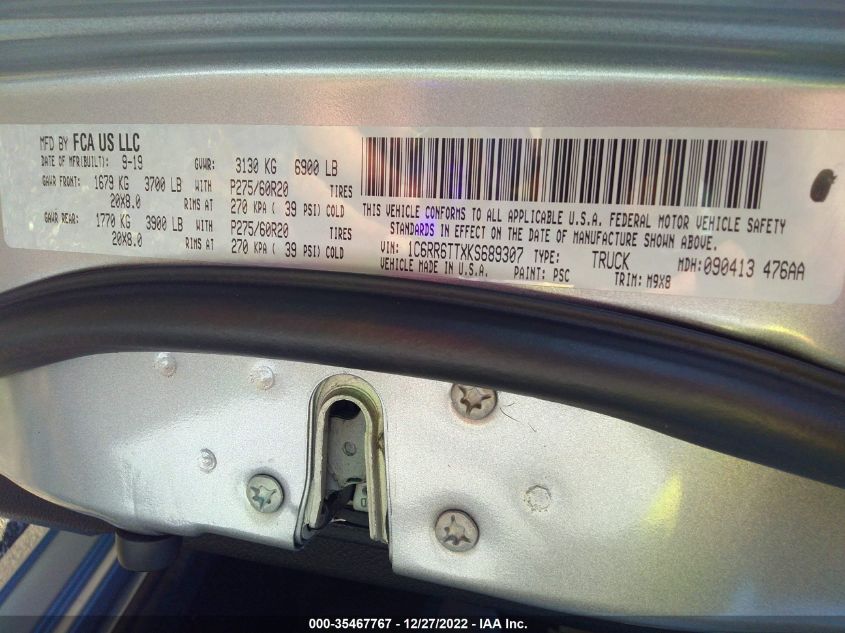 MFD BY FCA US LLC
DATE OF MFR(BUILT): 9-19 GVWR: 3130 KG 6900 LB
GAWR FRONT: 1679 KG 3700 LB WITH P275/60R20 TIRES
20X8.0 RIMS AT 270 KPA ( 39 PSI) COLD
GAWR REAR: 1770 KG 3900 LB WITH P275/60R20 TIRES
20X8.0 RIMS AT 270 KPA ( 39 PSI) COLD
THIS VEHICLE CONFORMS TO ALL APPLICABLE U.S.A. FEDERAL MOTOR VEHICLE SAFETY
STANDARDS IN EFFECT ON THE DATE OF MANUFACTURE SHOWN ABOVE.
VIN: 1C6RR6TTXKS689307 TYPE: TRUCK MDH: 090413 476AA
VEHICLE MADE IN U.S.A. PAINT: PSC TRIM: M9X8
000-35467767 - 12/27/2022 - IAA Inc.